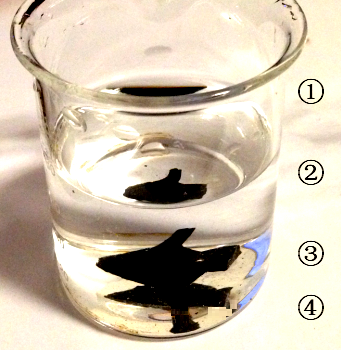 ①
②
③
④